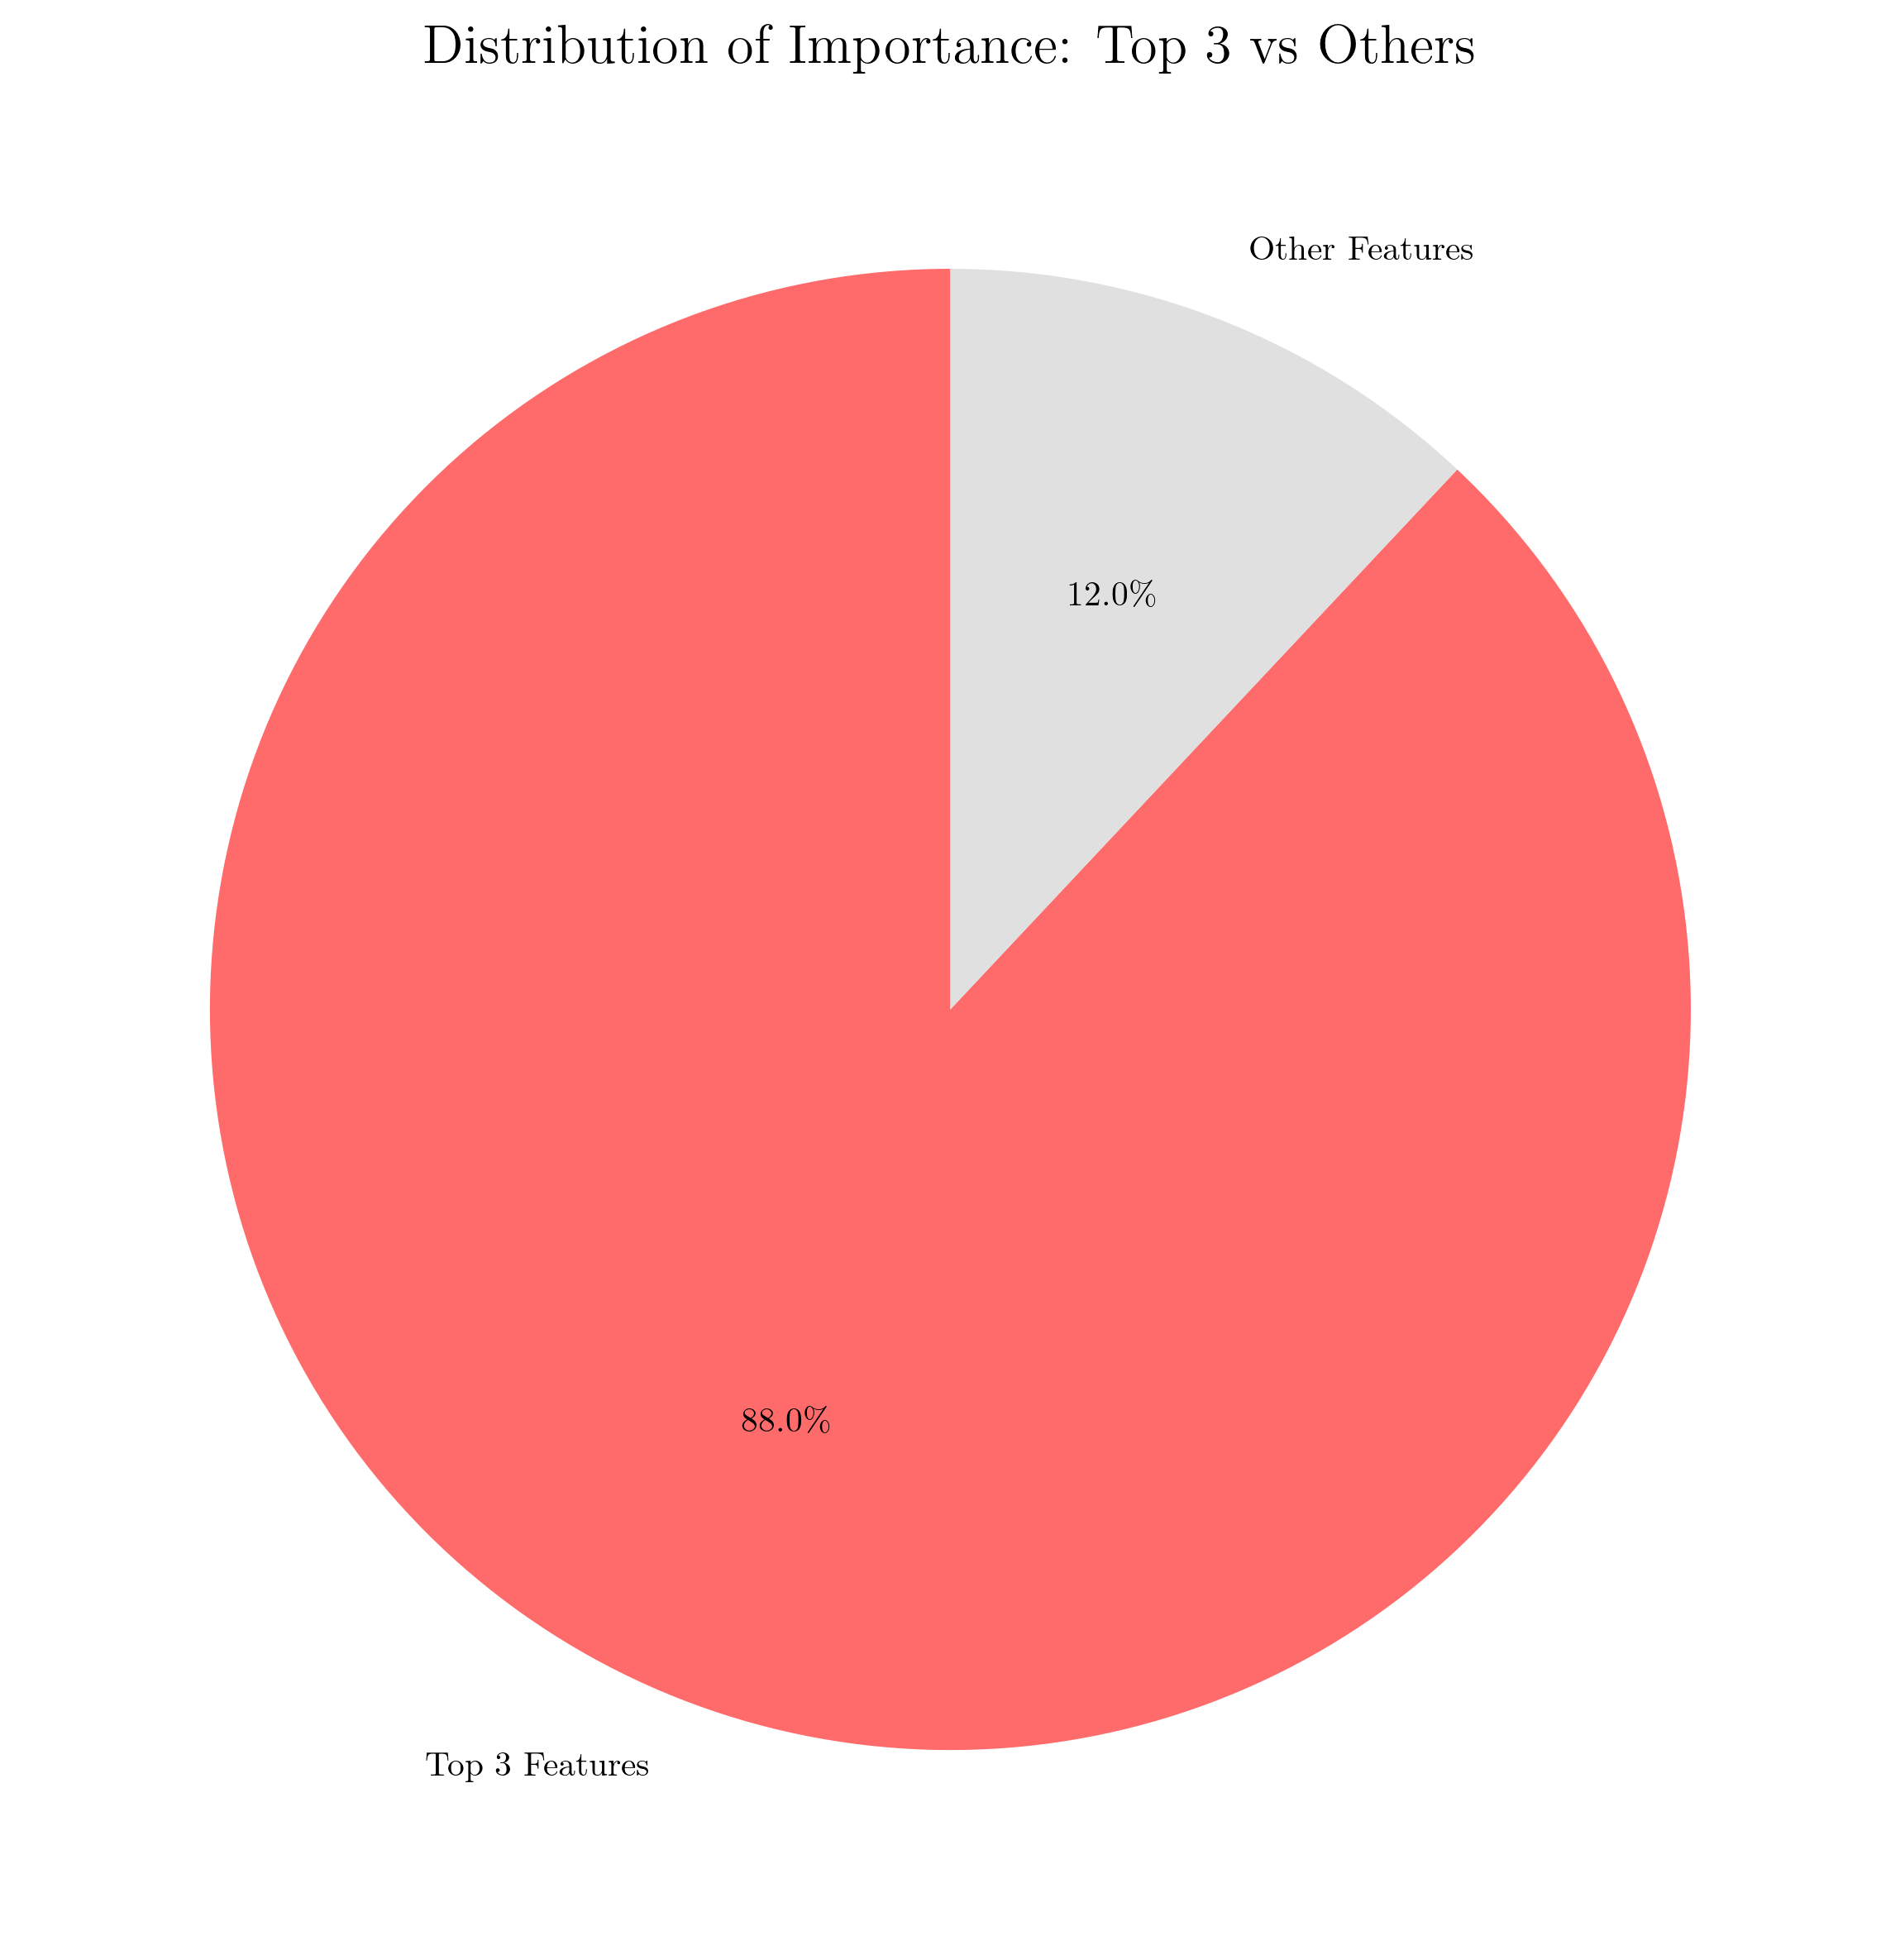 Distribution of Importance: Top 3 vs Others
Other Features
12.0%
88.0%
Top 3 Features